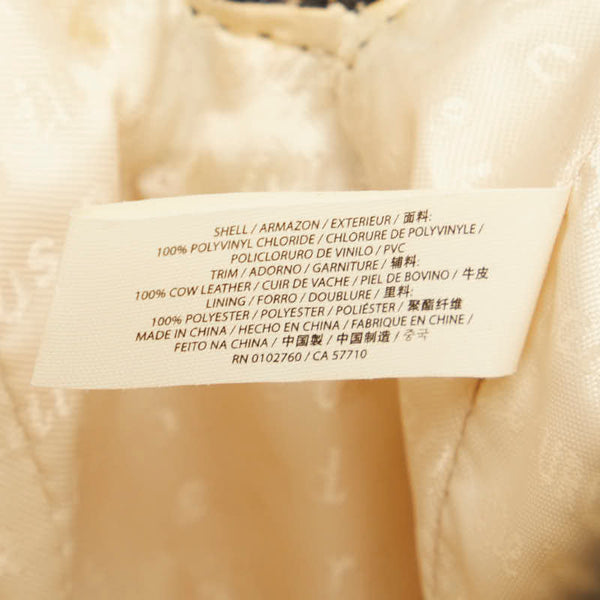 SHELL / ARMAZON / EXTERIEUR / 面料:
100% POLYVINYL CHLORIDE / CHLORURE DE POLYVINYLE /
POLICLORURO DE VINILO / PVC
TRIM / ADORNO / GARNITURE / 辅料:
100% COW LEATHER / CUIR DE VACHE / PIEL DE BOVINO / 牛皮
LINING / FORRO / DOUBLURE / 里料:
100% POLYESTER / POLYESTER / POLIÉSTER / 聚酯纤维
MADE IN CHINA / HECHO EN CHINA / FABRIQUE EN CHINE /
FEITO NA CHINA / 中国製 / 中国制造 / 중국
RN 0102760 / CA 57710